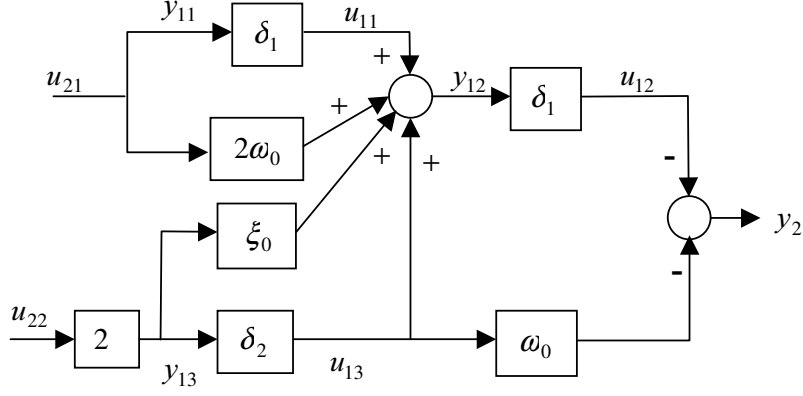 y₁₁ δ₁ u₁₁
+
u₂₁ y₁₂ δ₁ u₁₂
+
2ω₀ + +
-
ξ₀ y₂
-
u₂₂ 2 δ₂ ω₀
y₁₃ u₁₃